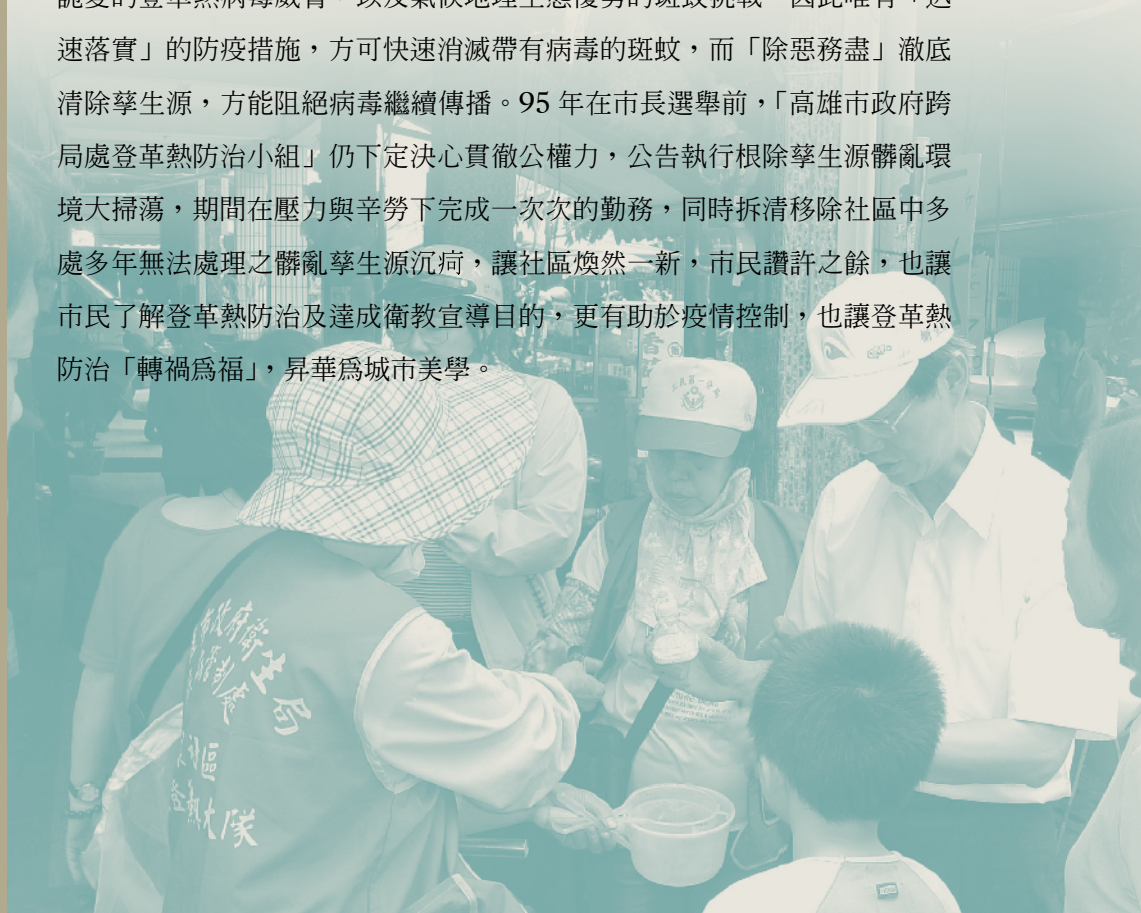 速落實」的防疫措施，方可快速消滅帶有病毒的斑蚊，而「除惡務盡」澈底
清除孳生源，方能阻絕病毒繼續傳播。95 年在市長選舉前，「高雄市政府跨
局處登革熱防治小組」仍下定決心貫徹公權力，公告執行根除孳生源髒亂環
境大掃蕩，期間在壓力與辛勞下完成一次次的勤務，同時拆清移除社區中多
處多年無法處理之髒亂孳生源沉疴，讓社區煥然一新，市民讚許之餘，也讓
市民了解登革熱防治及達成衛教宣導目的，更有助於疫情控制，也讓登革熱
防治「轉禍爲福」，昇華爲城市美學。
政府衛生局
大隊